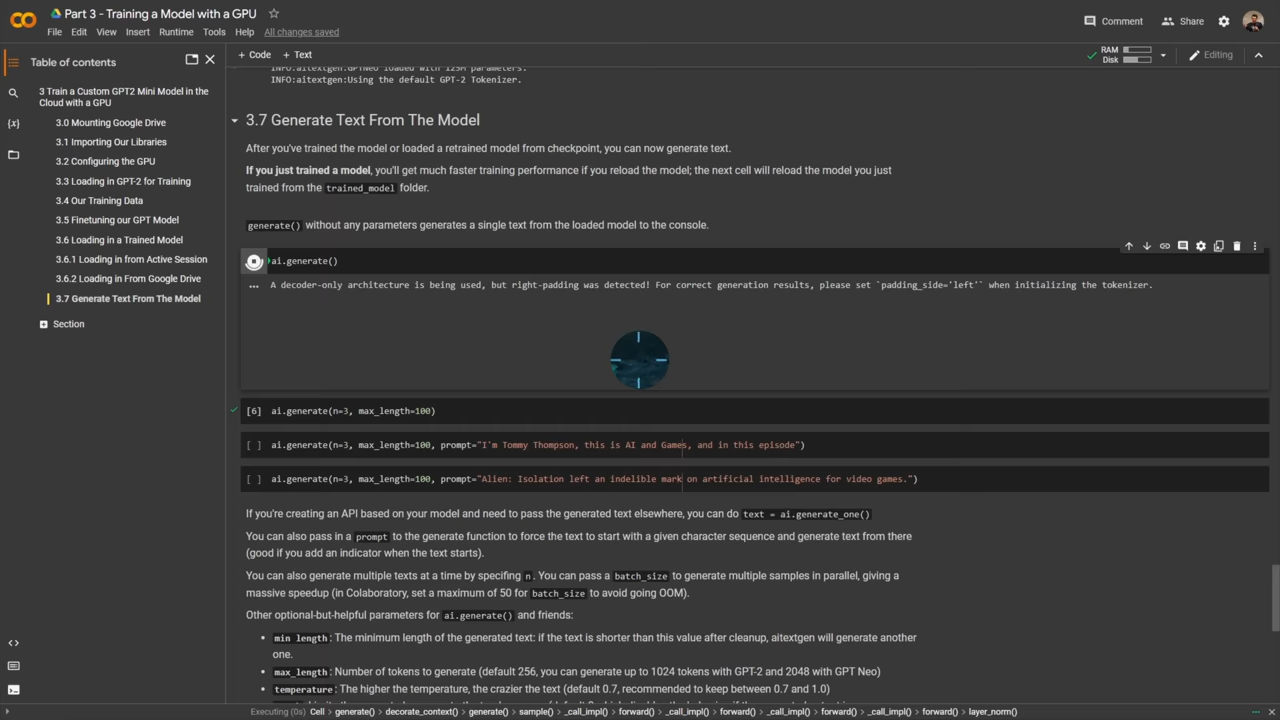 Part 3 - Training a Model with a GPU
File Edit View Insert Runtime Tools Help All changes saved
Comment Share
+ Code + Text
RAM
Disk
Editing
Table of contents
3 Train a Custom GPT2 Mini Model in the
Cloud with a GPU
3.0 Mounting Google Drive
3.1 Importing Our Libraries
3.2 Configuring the GPU
3.3 Loading in GPT-2 for Training
3.4 Our Training Data
3.5 Finetuning our GPT Model
3.6 Loading in a Trained Model
3.6.1 Loading in from Active Session
3.6.2 Loading in From Google Drive
3.7 Generate Text From The Model
Section
INFO:aitextgen:GPTNeo loaded with 125M parameters.
INFO:aitextgen:Using the default GPT-2 Tokenizer.
3.7 Generate Text From The Model
After you've trained the model or loaded a retrained model from checkpoint, you can now generate text.
If you just trained a model, you'll get much faster training performance if you reload the model; the next cell will reload the model you just
trained from the trained_model folder.
generate() without any parameters generates a single text from the loaded model to the console.
ai.generate()
... A decoder-only architecture is being used, but right-padding was detected! For correct generation results, please set `padding_side='left'` when initializing the tokenizer.
[6] ai.generate(n=3, max_length=100)
[ ] ai.generate(n=3, max_length=100, prompt="I'm Tommy Thompson, this is AI and Games, and in this episode")
[ ] ai.generate(n=3, max_length=100, prompt="Alien: Isolation left an indelible mark on artificial intelligence for video games.")
If you're creating an API based on your model and need to pass the generated text elsewhere, you can do text = ai.generate_one()
You can also pass in a prompt to the generate function to force the text to start with a given character sequence and generate text from there
(good if you add an indicator when the text starts).
You can also generate multiple texts at a time by specifing n. You can pass a batch_size to generate multiple samples in parallel, giving a
massive speedup (in Colaboratory, set a maximum of 50 for batch_size to avoid going OOM).
Other optional-but-helpful parameters for ai.generate() and friends:
• min length: The minimum length of the generated text: if the text is shorter than this value after cleanup, aitextgen will generate another
one.
• max_length: Number of tokens to generate (default 256, you can generate up to 1024 tokens with GPT-2 and 2048 with GPT Neo)
• temperature: The higher the temperature, the crazier the text (default 0.7, recommended to keep between 0.7 and 1.0)
Executing (0s) Cell > generate() > decorate_context() > generate() > sample() > _call_impl() > forward() > _call_impl() > forward() > _call_impl() > forward() > _call_impl() > forward() > layer_norm()